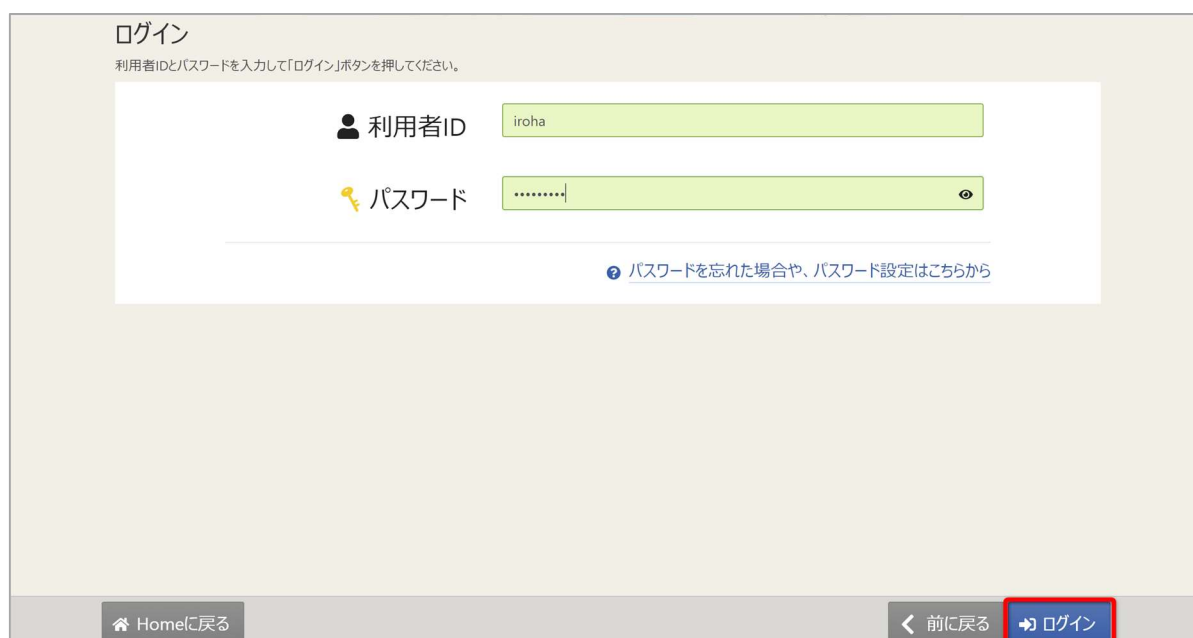 ログイン
利用者IDとパスワードを入力して「ログイン」ボタンを押してください。
利用者ID
iroha
パスワード
•••••••••
パスワードを忘れた場合や、パスワード設定はこちらから
Homeに戻る
前に戻る
ログイン